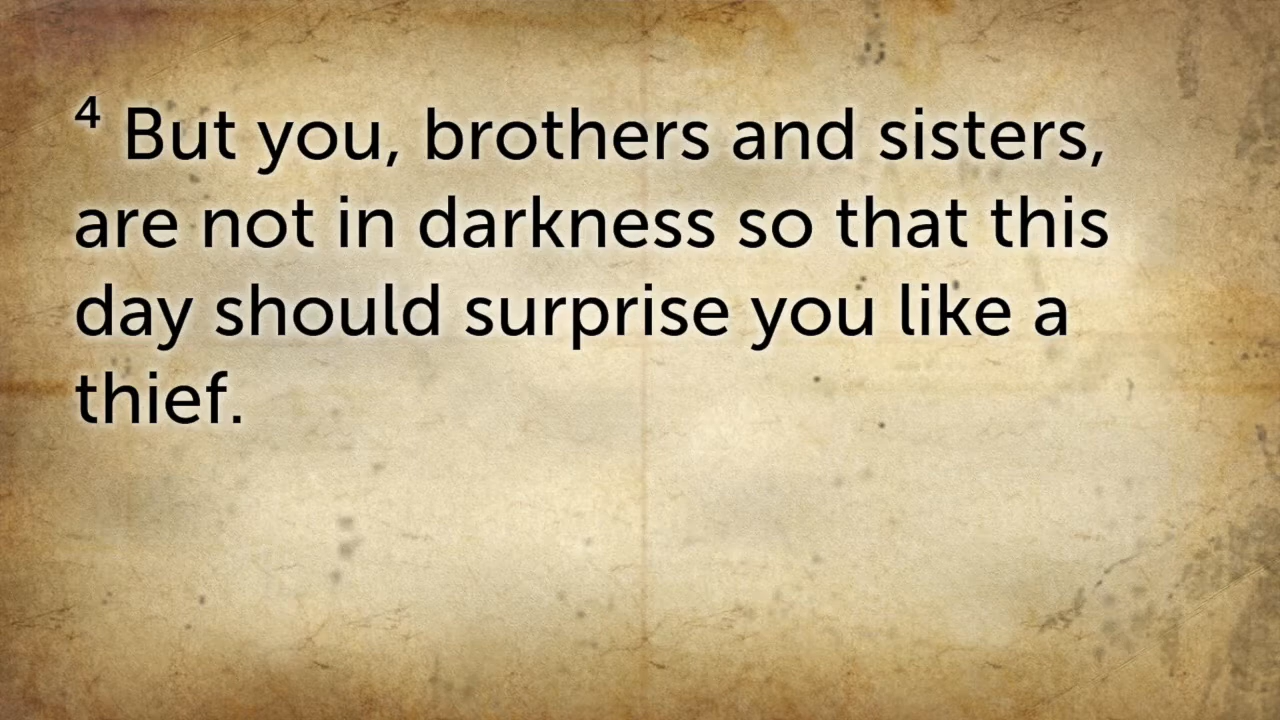 ⁴ But you, brothers and sisters,
are not in darkness so that this
day should surprise you like a
thief.